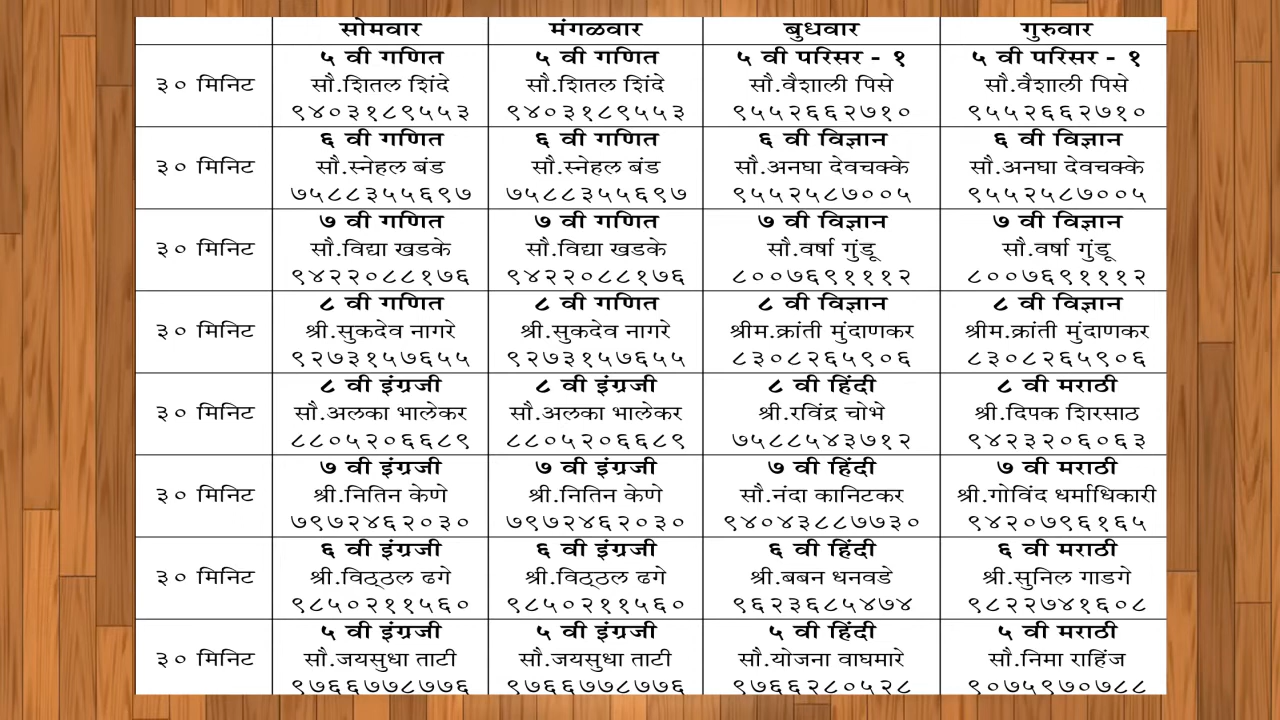 सोमवार मंगळवार बुधवार गुरुवार
५ वी गणित ५ वी गणित ५ वी परिसर - १ ५ वी परिसर - १
३० मिनिट सौ.शितल शिंदे सौ.शितल शिंदे सौ.वैशाली पिसे सौ.वैशाली पिसे
९४०३१८९५५३ ९४०३१८९५५३ ९५५२६६२७१० ९५५२६६२७१०
६ वी गणित ६ वी गणित ६ वी विज्ञान ६ वी विज्ञान
३० मिनिट सौ.स्नेहल बंड सौ.स्नेहल बंड सौ.अनघा देवचक्के सौ.अनघा देवचक्के
७५८८३५५६९७ ७५८८३५५६९७ ९५५२५८७००५ ९५५२५८७००५
७ वी गणित ७ वी गणित ७ वी विज्ञान ७ वी विज्ञान
३० मिनिट सौ.विद्या खडके सौ.विद्या खडके सौ.वर्षा गुंडू सौ.वर्षा गुंडू
९४२२०८८१७६ ९४२२०८८१७६ ८००७६९१११२ ८००७६९१११२
८ वी गणित ८ वी गणित ८ वी विज्ञान ८ वी विज्ञान
३० मिनिट श्री.सुकदेव नागरे श्री.सुकदेव नागरे श्रीम.क्रांती मुंदाणकर श्रीम.क्रांती मुंदाणकर
९२७३१५७६५५ ९२७३१५७६५५ ८३०८२६५९०६ ८३०८२६५९०६
८ वी इंग्रजी ८ वी इंग्रजी ८ वी हिंदी ८ वी मराठी
३० मिनिट सौ.अलका भालेकर सौ.अलका भालेकर श्री.रविंद्र चोभे श्री.दिपक शिरसाठ
८८०५२०६६८९ ८८०५२०६६८९ ७५८८५४३७१२ ९४२३२०६०६३
७ वी इंग्रजी ७ वी इंग्रजी ७ वी हिंदी ७ वी मराठी
३० मिनिट श्री.नितिन केणे श्री.नितिन केणे सौ.नंदा कानिटकर श्री.गोविंद धर्माधिकारी
७९७२४६२०३० ७९७२४६२०३० ९४०४३८८७७३० ९४२०७९६१६५
६ वी इंग्रजी ६ वी इंग्रजी ६ वी हिंदी ६ वी मराठी
३० मिनिट श्री.विठ्ठल ढगे श्री.विठ्ठल ढगे श्री.बबन धनवडे श्री.सुनिल गाडगे
९८५०२११५६० ९८५०२११५६० ९६२३६८५४७४ ९८२२७४१६०८
५ वी इंग्रजी ५ वी इंग्रजी ५ वी हिंदी ५ वी मराठी
३० मिनिट सौ.जयसुधा ताटी सौ.जयसुधा ताटी सौ.योजना वाघमारे सौ.निमा राहिंज
९७६६७७८७७६ ९७६६७७८७७६ ९७६६२८०५२८ ९०७५९७०७८८